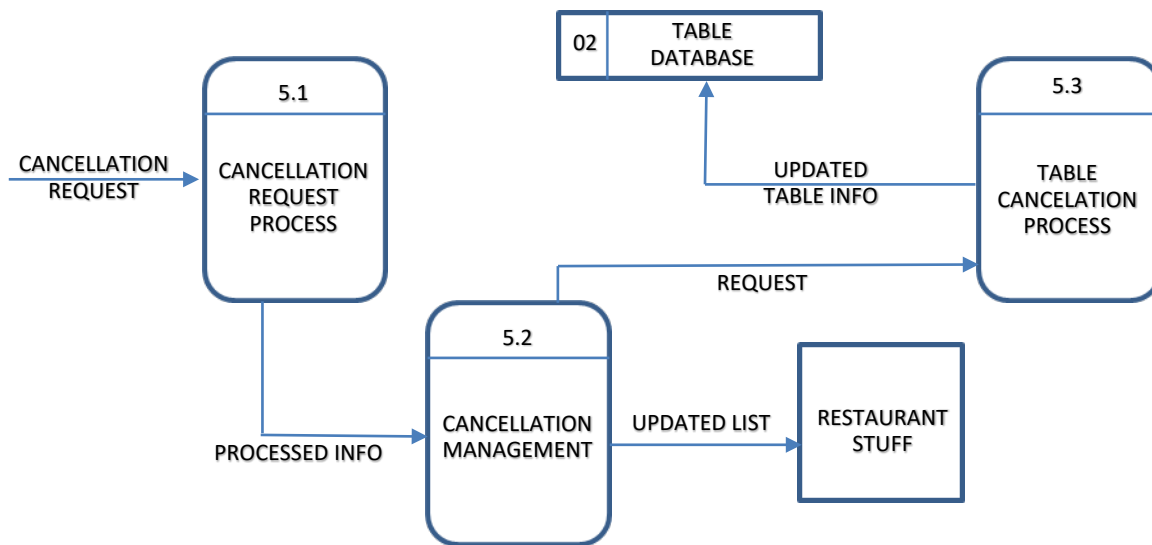 02
TABLE
DATABASE
5.1
5.3
CANCELLATION
REQUEST
CANCELLATION
REQUEST
PROCESS
UPDATED
TABLE INFO
TABLE
CANCELATION
PROCESS
REQUEST
5.2
PROCESSED INFO
CANCELLATION
MANAGEMENT
UPDATED LIST
RESTAURANT
STUFF